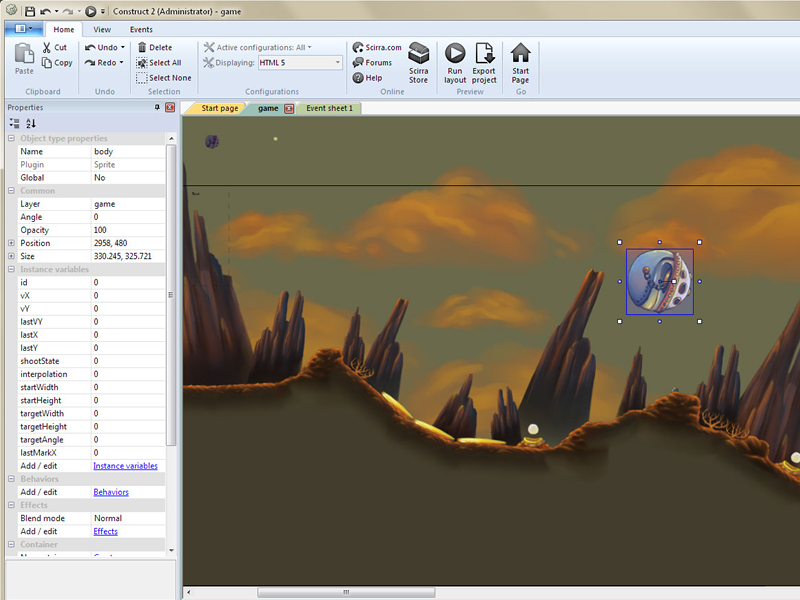 Construct 2 (Administrator) - game
Home View Events
Paste
Cut
Copy
Clipboard
Undo
Redo
Undo
Delete
Select All
Select None
Selection
Active configurations: All
Displaying: HTML 5
Configurations
Scirra.com
Forums
Help
Scirra Store
Online
Run layout
Export project
Preview
Start Page
Go
Properties
Start page game Event sheet 1
Object type properties
Name body
Plugin Sprite
Global No
Common
Layer game
Angle 0
Opacity 100
Position 2958, 480
Size 330.245, 325.721
Instance variables
id 0
vX 0
vY 0
lastVY 0
lastX 0
lastY 0
shootState 0
interpolation 0
startWidth 0
startHeight 0
targetWidth 0
targetHeight 0
targetAngle 0
lastMarkX 0
Add / edit Instance variables
Behaviors
Add / edit Behaviors
Effects
Blend mode Normal
Add / edit Effects
Container